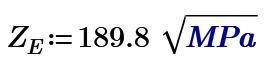 Z_E := 189.8 √MPa